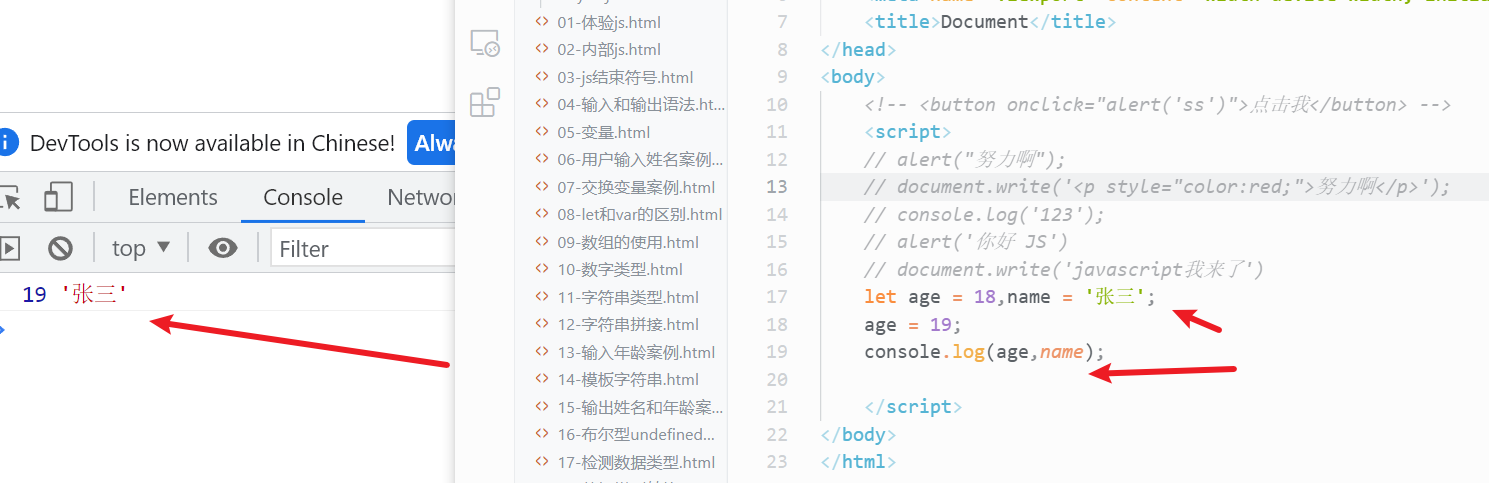 DevTools is now available in Chinese!
Elements
Console
top
Filter
19 '张三'
01-体验js.html
02-内部js.html
03-js结束符号.html
04-输入和输出语法.ht...
05-变量.html
06-用户输入姓名案例...
07-交换变量案例.html
08-let和var的区别.html
09-数组的使用.html
10-数字类型.html
11-字符串类型.html
12-字符串拼接.html
13-输入年龄案例.html
14-模板字符串.html
15-输出姓名和年龄案...
16-布尔型undefined...
17-检测数据类型.html
7 <title>Document</title>
8 </head>
9 <body>
10 <!-- <button onclick="alert('ss')">点击我</button> -->
11 <script>
12 // alert("努力啊");
13 // document.write('<p style="color:red;">努力啊</p>');
14 // console.log('123');
15 // alert('你好 JS')
16 // document.write('javascript我来了')
17 let age = 18,name = '张三';
18 age = 19;
19 console.log(age,name);
20
21 </script>
22 </body>
23 </html>